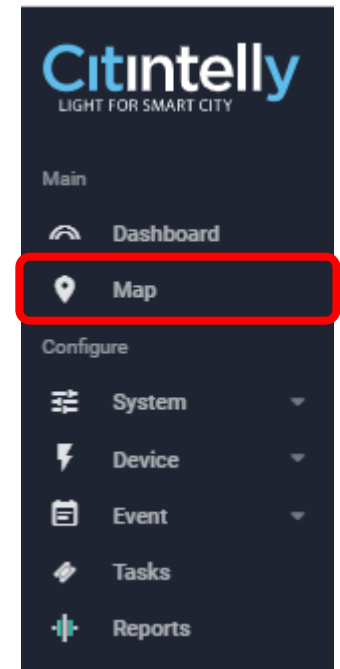 Citintelly
LIGHT FOR SMART CITY
Main
Dashboard
Map
Configure
System
Device
Event
Tasks
Reports